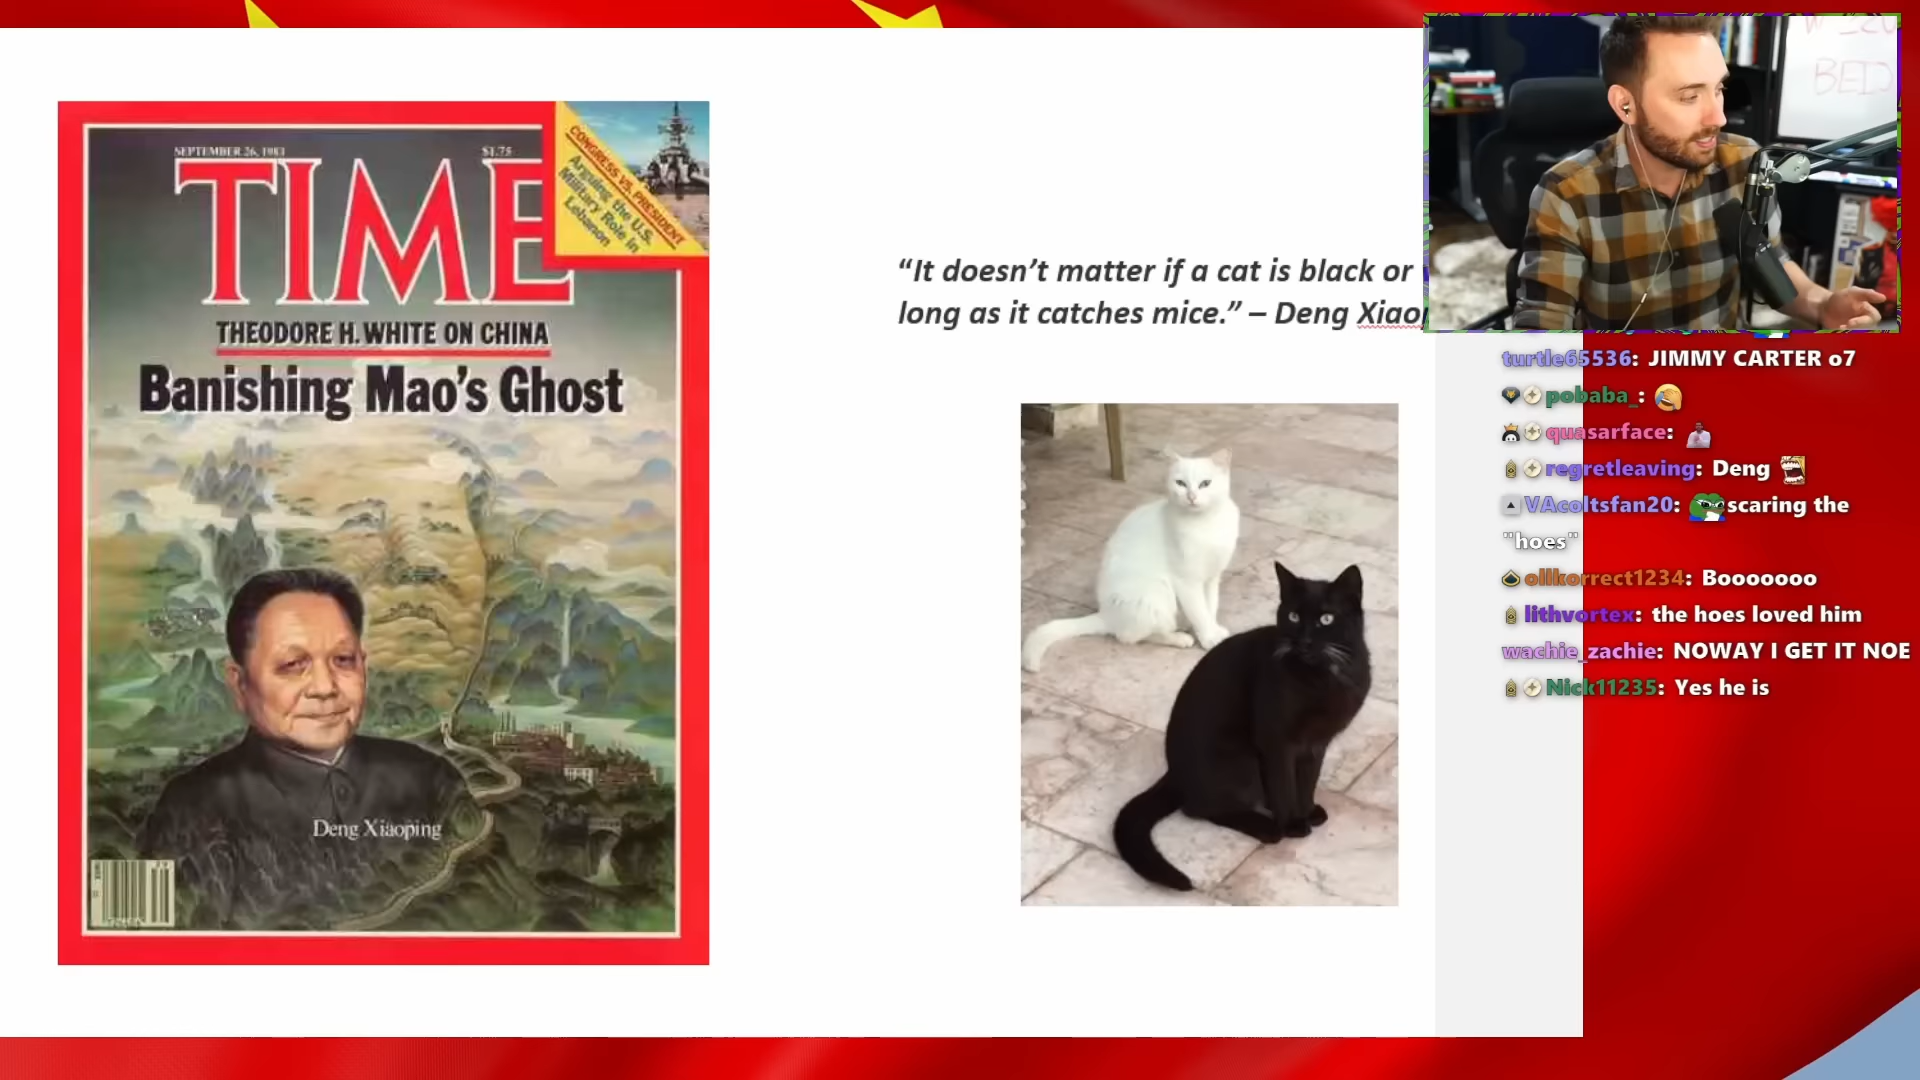 SEPTEMBER 26, 1983
$1.75
TIME
CONGRESS VS. PRESIDENT
Arguing the U.S.
Military Role in
Lebanon
THEODORE H. WHITE ON CHINA
Banishing Mao's Ghost
Deng Xiaoping
“It doesn’t matter if a cat is black or
long as it catches mice.” – Deng Xiaop
BED
turtle65536: JIMMY CARTER o7
pobaba_:
quasarface:
regretleaving: Deng
VAcoltsfan20: scaring the
"hoes"
ollkorrect1234: Booooooo
lithvortex: the hoes loved him
wachie_zachie: NOWAY I GET IT NOE
Nick11235: Yes he is